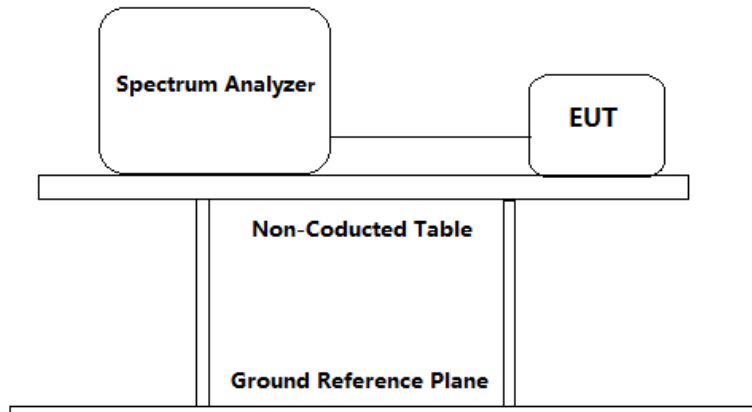 Spectrum Analyzer
EUT
Non-Coducted Table
Ground Reference Plane